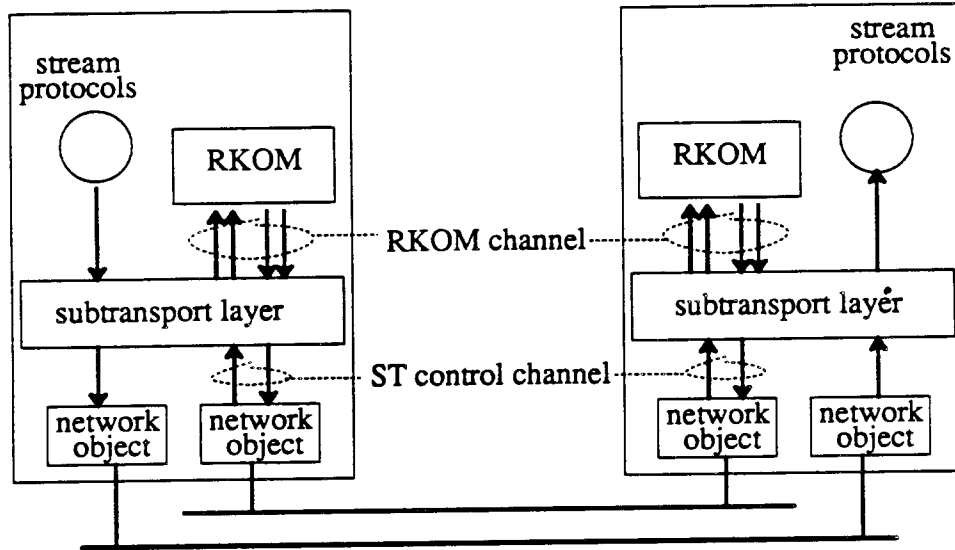 stream
protocols
RKOM
subtransport layer
network
object
network
object
RKOM channel
ST control channel
stream
protocols
RKOM
subtransport layer
network
object
network
object